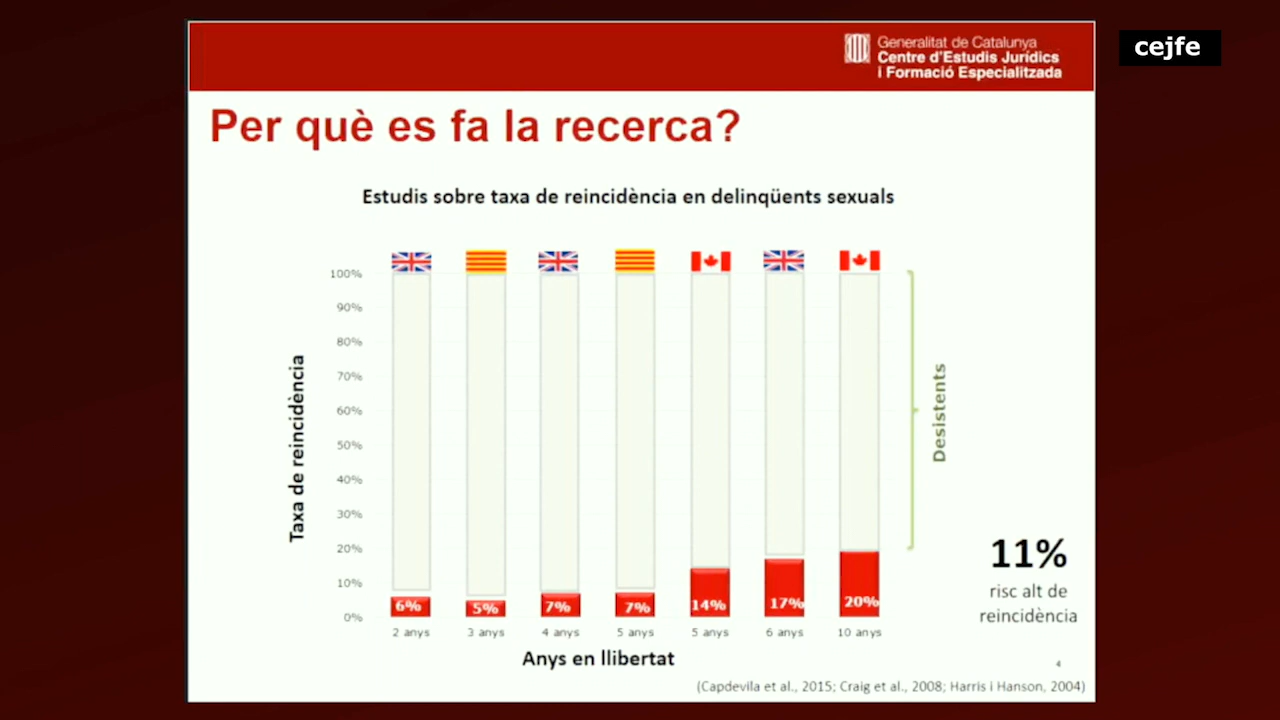 cejfe
Generalitat de Catalunya
Centre d'Estudis Jurídics
i Formació Especialitzada
Per què es fa la recerca?
Estudis sobre taxa de reincidència en delinqüents sexuals
100%
90%
80%
70%
60%
50%
40%
30%
20%
10%
0%
Taxa de reincidència
6%
5%
7%
7%
14%
17%
20%
2 anys
3 anys
4 anys
5 anys
5 anys
6 anys
10 anys
Anys en llibertat
Desistents
11%
risc alt de
reincidència
4
(Capdevila et al., 2015; Craig et al., 2008; Harris i Hanson, 2004)